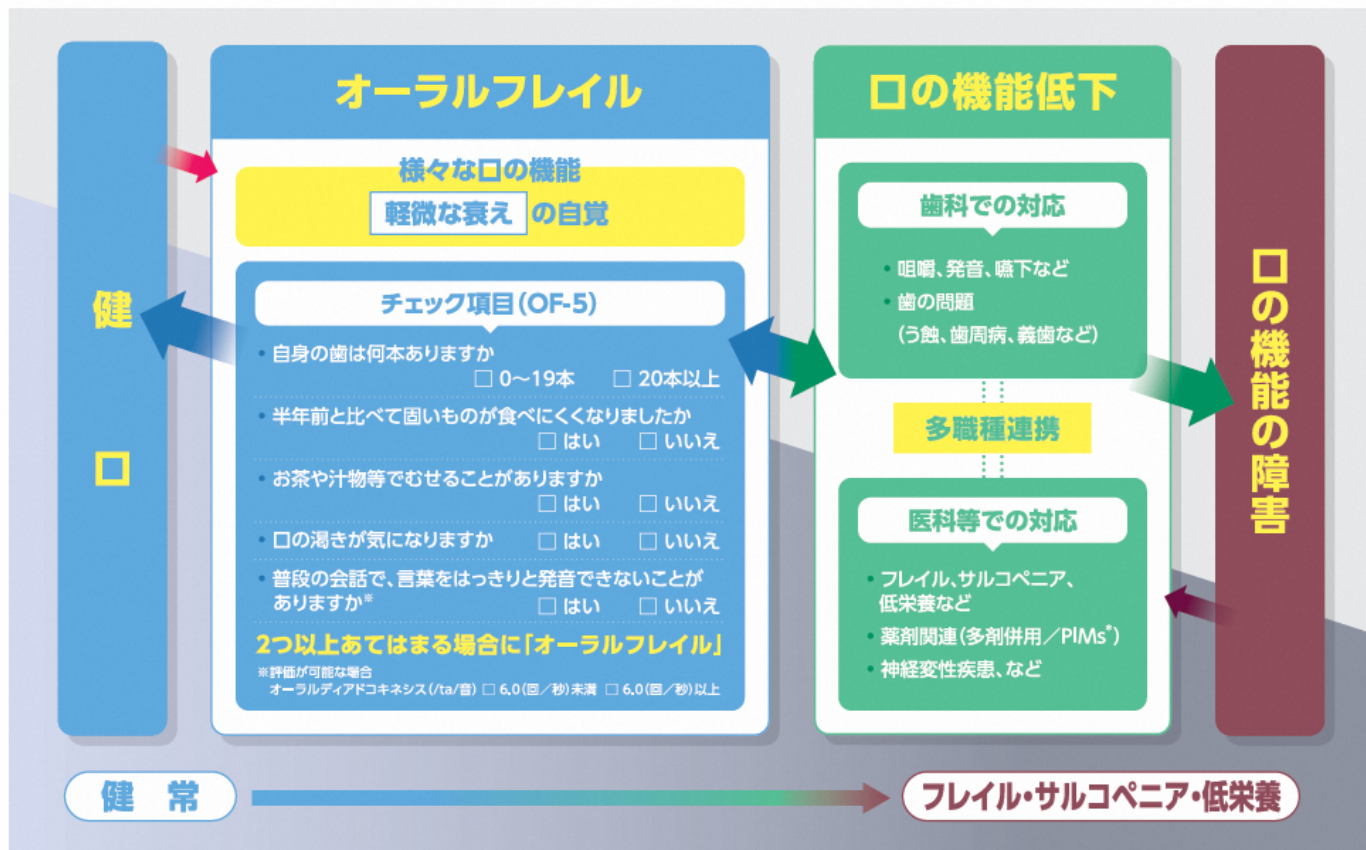 健口
オーラルフレイル
様々な口の機能
軽微な衰え の自覚
チェック項目(OF-5)
・自身の歯は何本ありますか
□ 0〜19本 □ 20本以上
・半年前と比べて固いものが食べにくくなりましたか
□ はい □ いいえ
・お茶や汁物等でむせることがありますか
□ はい □ いいえ
・口の渇きが気になりますか □ はい □ いいえ
・普段の会話で、言葉をはっきりと発音できないことが
ありますか※ □ はい □ いいえ
2つ以上あてはまる場合に「オーラルフレイル」
※評価が可能な場合
オーラルディアドコキネシス(/ta/音) □ 6.0(回/秒)未満 □ 6.0(回/秒)以上
口の機能低下
歯科での対応
・咀嚼、発音、嚥下など
・歯の問題
(う蝕、歯周病、義歯など)
多職種連携
医科等での対応
・フレイル、サルコペニア、
低栄養など
・薬剤関連(多剤併用/PIMs*)
・神経変性疾患、など
口の機能の障害
健常
フレイル・サルコペニア・低栄養